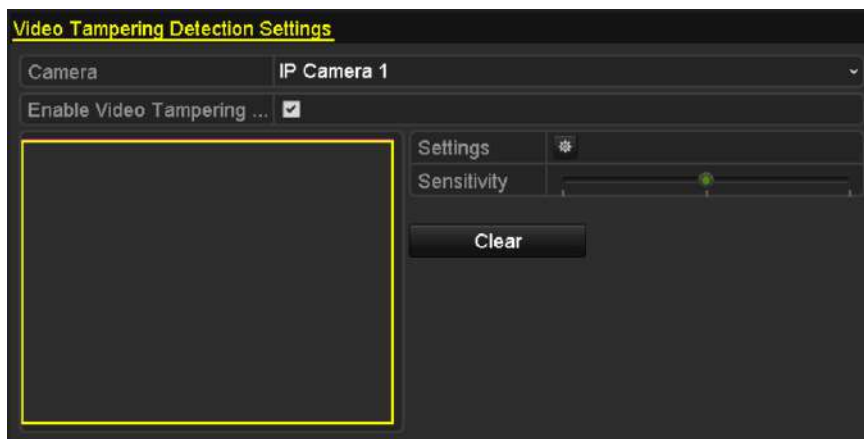 Video Tampering Detection Settings
Camera IP Camera 1
Enable Video Tampering ...
Settings
Sensitivity
Clear